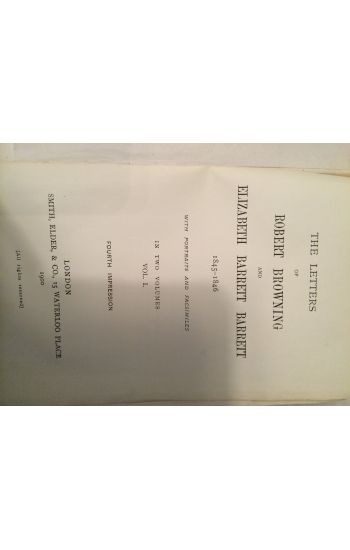 THE LETTERS
OF
ROBERT BROWNING
AND
ELIZABETH BARRETT BARRETT
1845-1846
WITH PORTRAITS AND FACSIMILES
IN TWO VOLUMES
VOL. I.
FOURTH IMPRESSION
LONDON
SMITH, ELDER, & CO., 15 WATERLOO PLACE
1900
[All rights reserved]